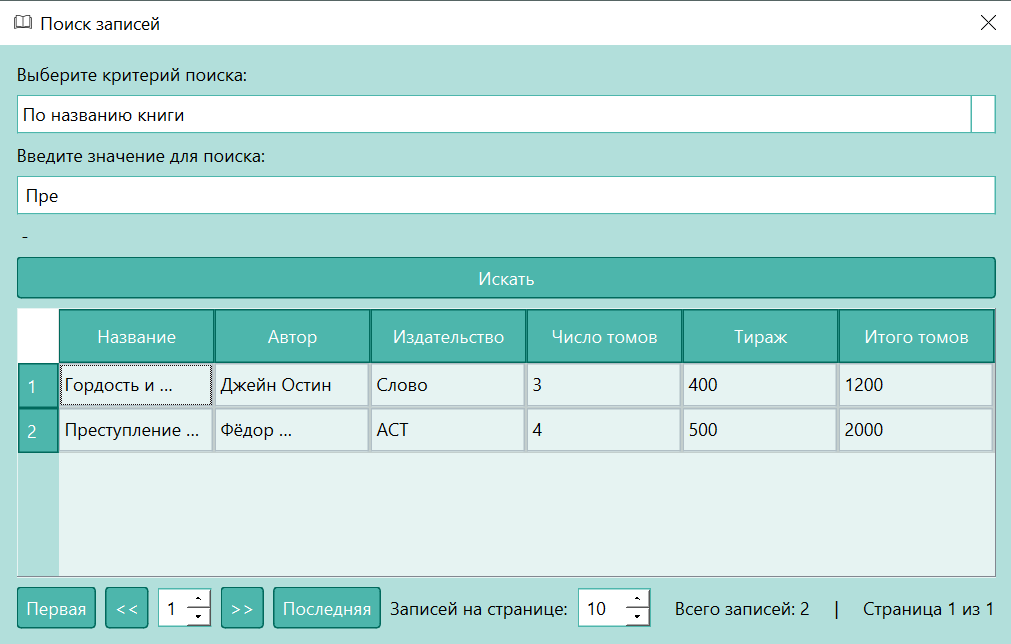 Поиск записей
Выберите критерий поиска:
По названию книги
Введите значение для поиска:
Пре
-
Искать
Название Автор Издательство Число томов Тираж Итого томов
1 Гордость и ... Джейн Остин Слово 3 400 1200
2 Преступление ... Фёдор ... АСТ 4 500 2000
Первая << 1 >> Последняя Записей на странице: 10 Всего записей: 2 | Страница 1 из 1